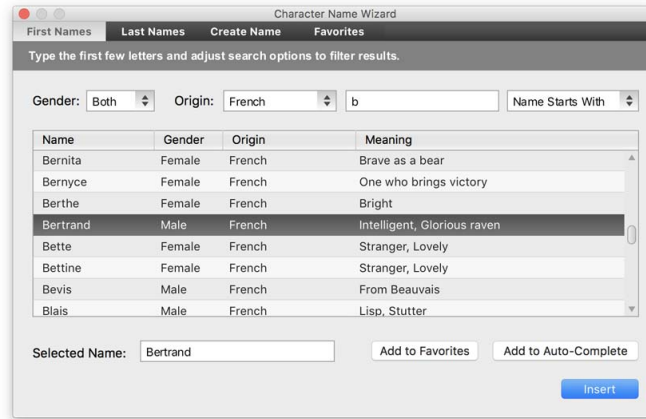 Character Name Wizard
First Names Last Names Create Name Favorites
Type the first few letters and adjust search options to filter results.
Gender: Both Origin: French b Name Starts With
Name Gender Origin Meaning
Bernita Female French Brave as a bear
Bernyce Female French One who brings victory
Berthe Female French Bright
Bertrand Male French Intelligent, Glorious raven
Bette Female French Stranger, Lovely
Bettine Female French Stranger, Lovely
Bevis Male French From Beauvais
Blais Male French Lisp, Stutter
Selected Name: Bertrand Add to Favorites Add to Auto-Complete
Insert